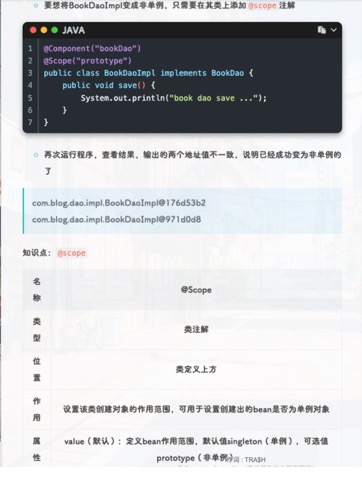 要想将BookDaoImpl变成非单例，只需要在其类上添加 @scope 注解
JAVA
1 @Component("bookDao")
2 @Scope("prototype")
3 public class BookDaoImpl implements BookDao {
4     public void save() {
5         System.out.println("book dao save ...");
6     }
7 }
再次运行程序，查看结果，输出的两个地址值不一致，说明已经成功变为非单例的
了
com.blog.dao.impl.BookDaoImpl@176d53b2
com.blog.dao.impl.BookDaoImpl@971d0d8
知识点： @scope
名称 @Scope
类型 类注解
位置 类定义上方
作用 设置该类创建对象的作用范围，可用于设置创建出的bean是否为单例对象
属性 value（默认）：定义bean作用范围，默认值singleton（单例），可选值
prototype（非单例）
: TRA$H